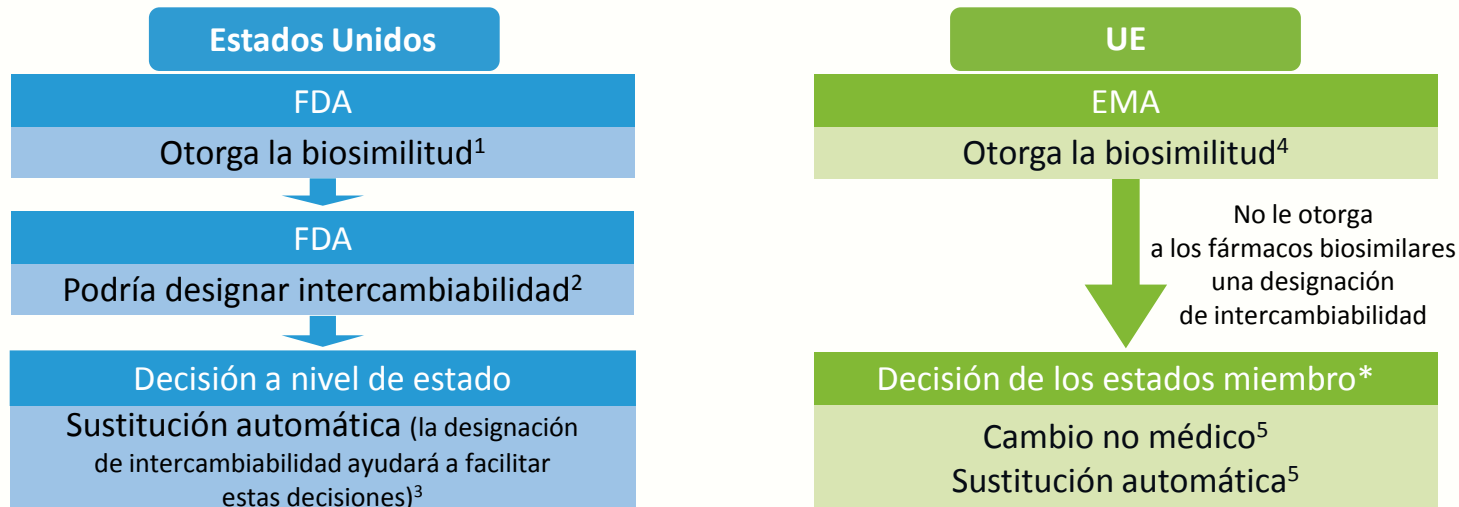 Estados Unidos
FDA
Otorga la biosimilitud¹
FDA
Podría designar intercambiabilidad²
Decisión a nivel de estado
Sustitución automática (la designación
de intercambiabilidad ayudará a facilitar
estas decisiones)³
UE
EMA
Otorga la biosimilitud⁴
No le otorga
a los fármacos biosimilares
una designación
de intercambiabilidad
Decisión de los estados miembro*
Cambio no médico⁵
Sustitución automática⁵